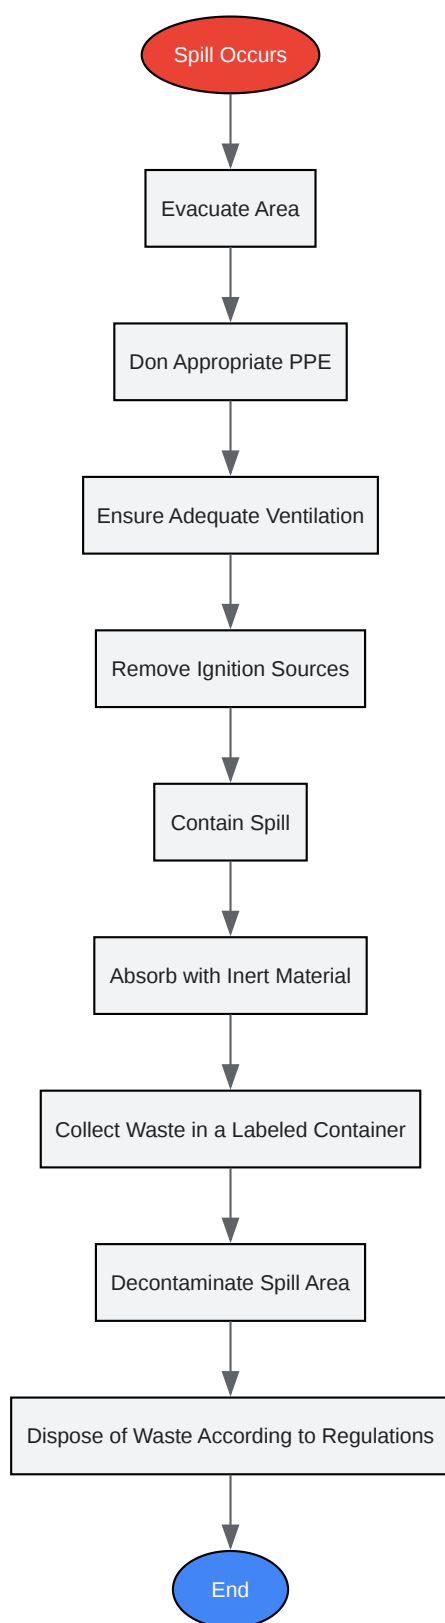 Spill Occurs
Evacuate Area
Don Appropriate PPE
Ensure Adequate Ventilation
Remove Ignition Sources
Contain Spill
Absorb with Inert Material
Collect Waste in a Labeled Container
Decontaminate Spill Area
Dispose of Waste According to Regulations
End